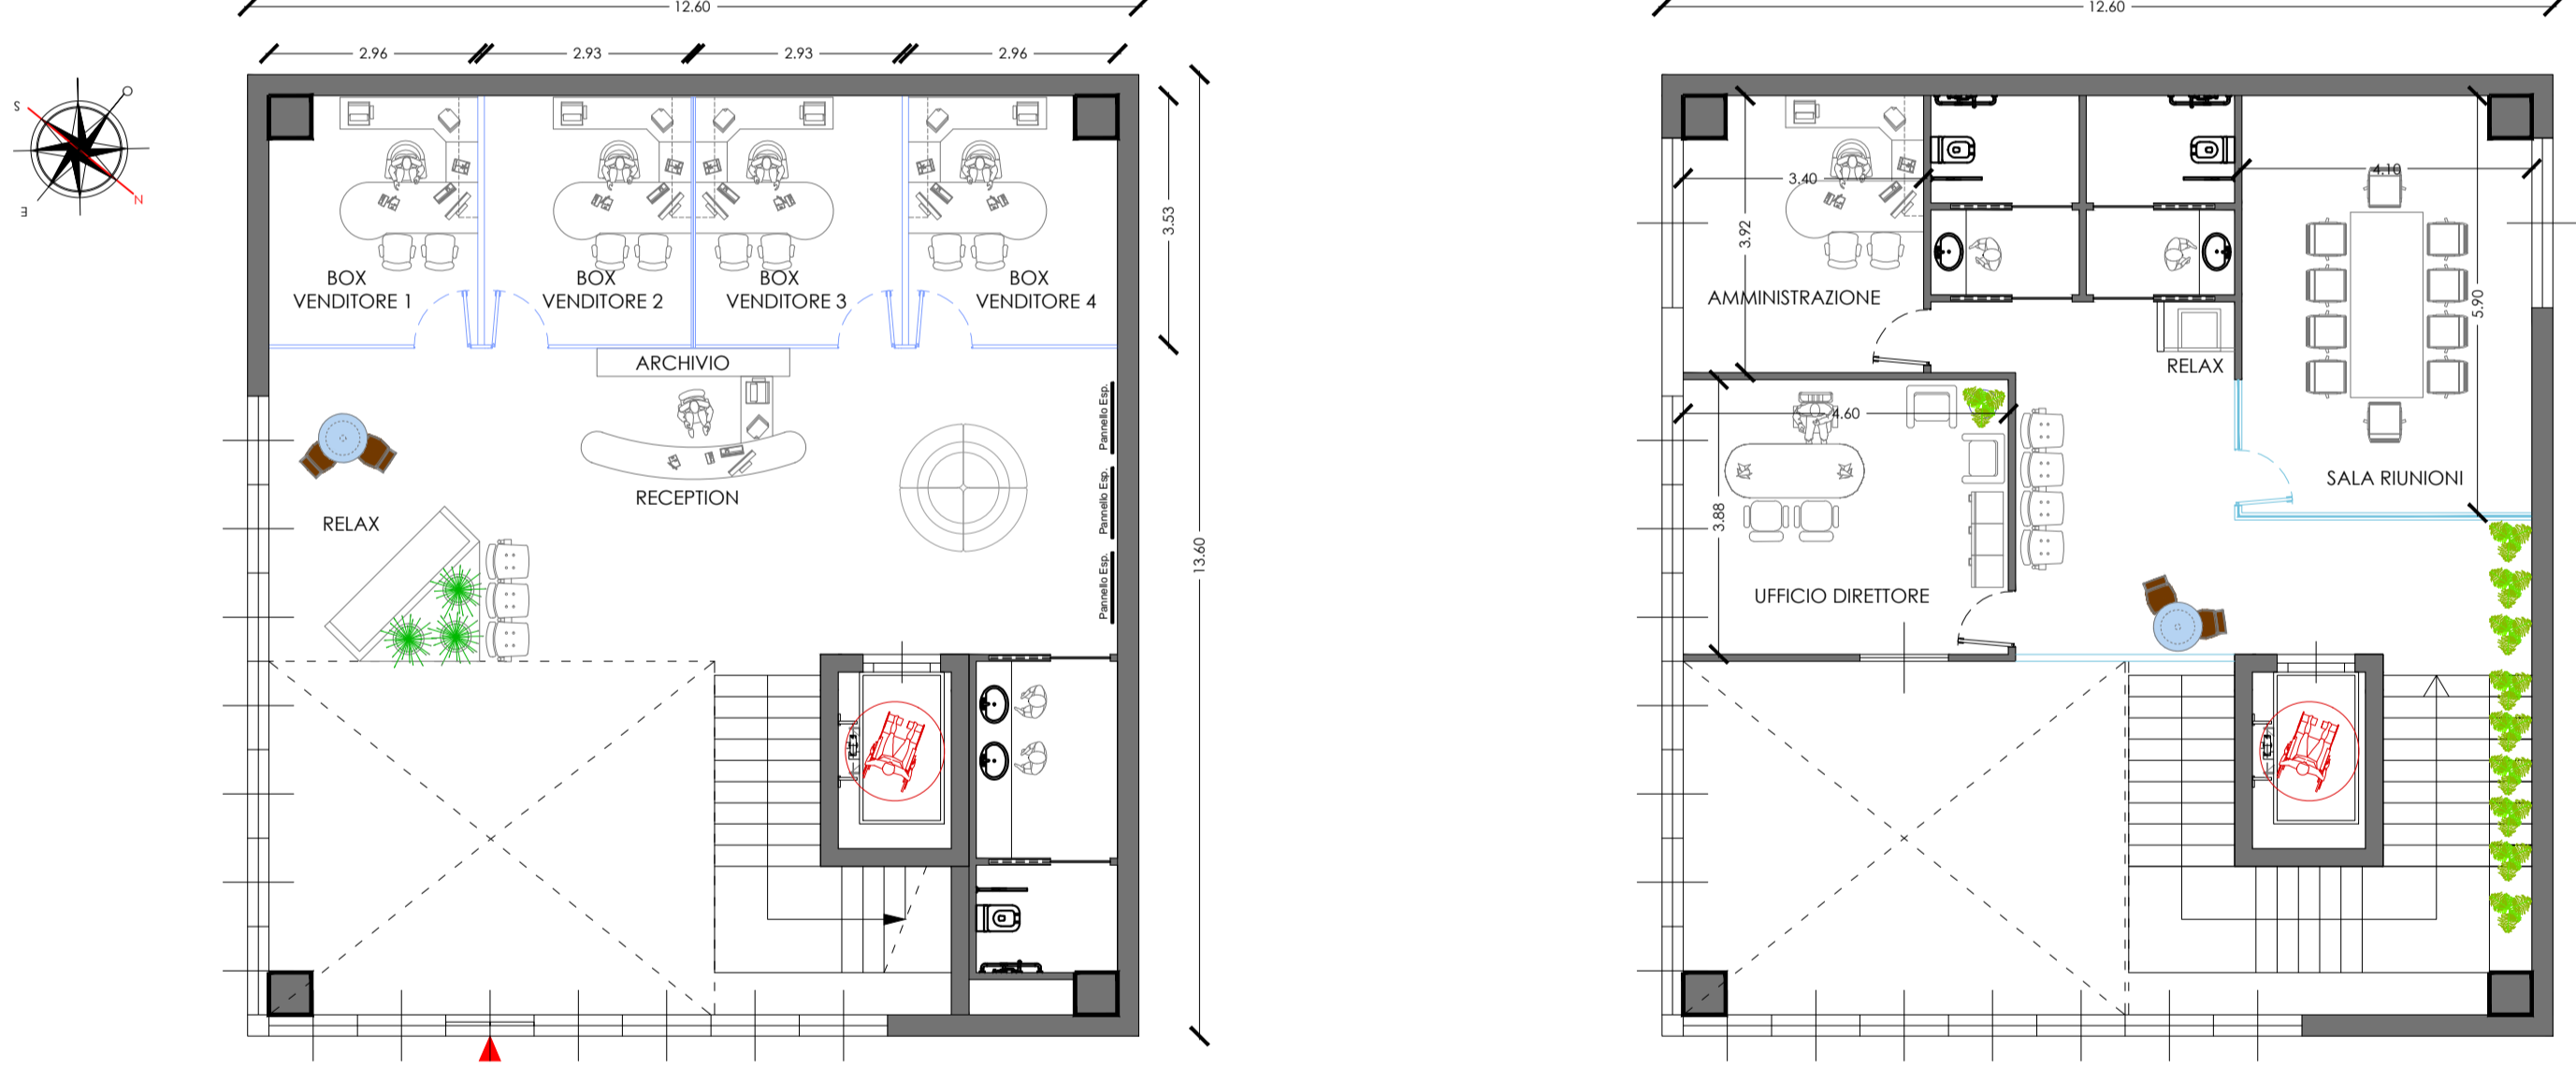 12.60
2.96
2.93
2.93
2.96
S
O
E
N
BOX
VENDITORE 1
BOX
VENDITORE 2
BOX
VENDITORE 3
BOX
VENDITORE 4
3.53
13.60
ARCHIVIO
RECEPTION
RELAX
Pannello Esp.
Pannello Esp.
Pannello Esp.
12.60
3.40
3.92
4.10
5.90
AMMINISTRAZIONE
RELAX
4.60
3.88
SALA RIUNIONI
UFFICIO DIRETTORE